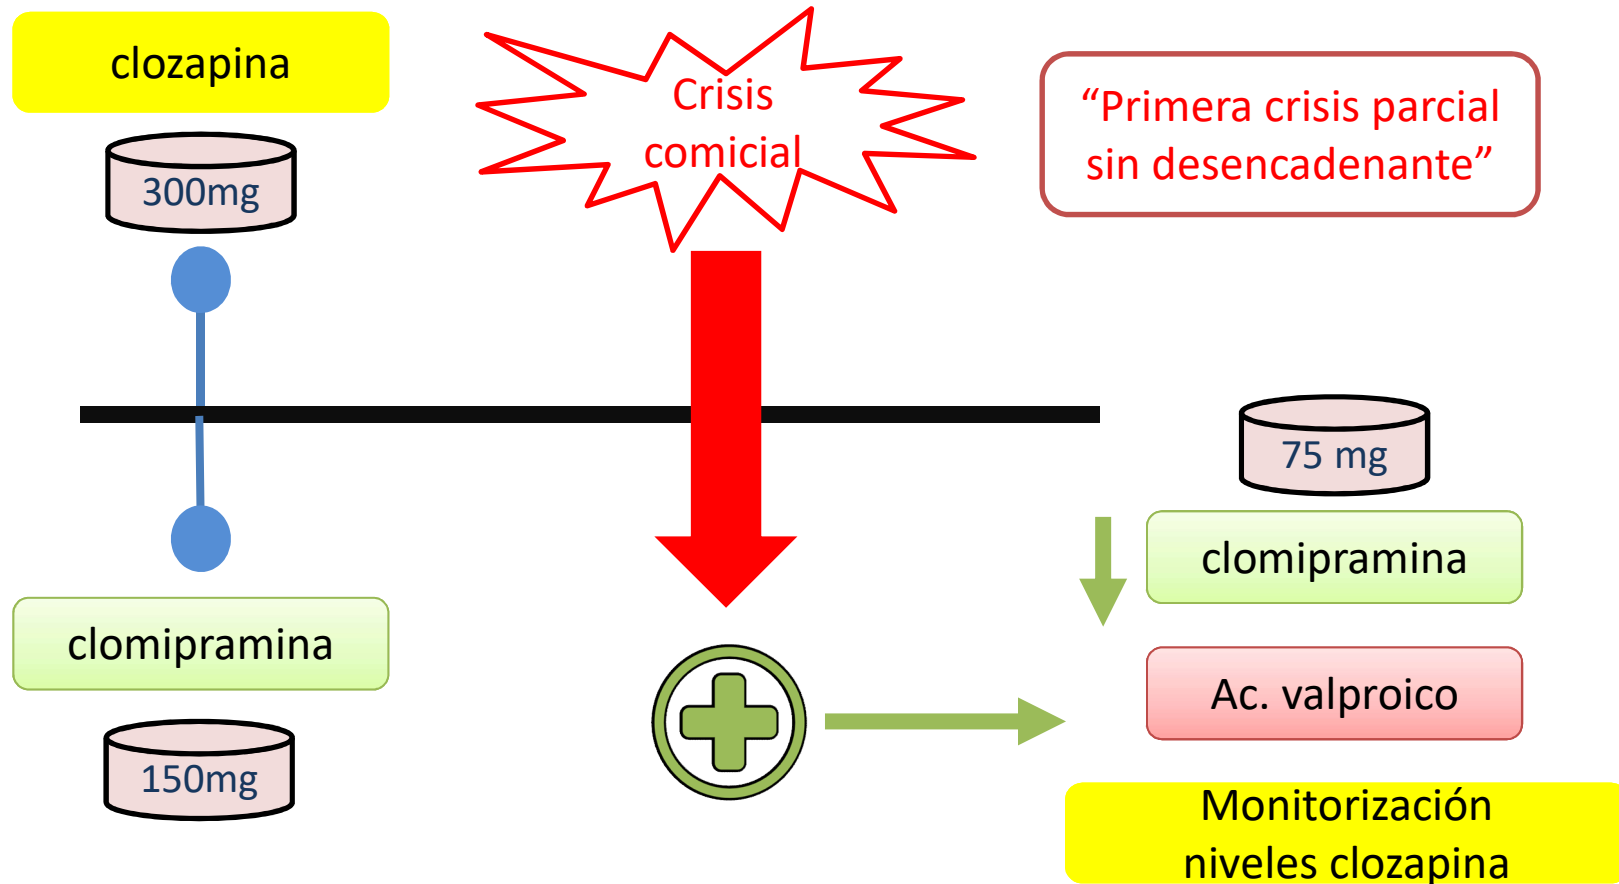 clozapina
300mg
Crisis
comicial
“Primera crisis parcial
sin desencadenante”
clomipramina
150mg
75 mg
clomipramina
Ac. valproico
Monitorización
niveles clozapina